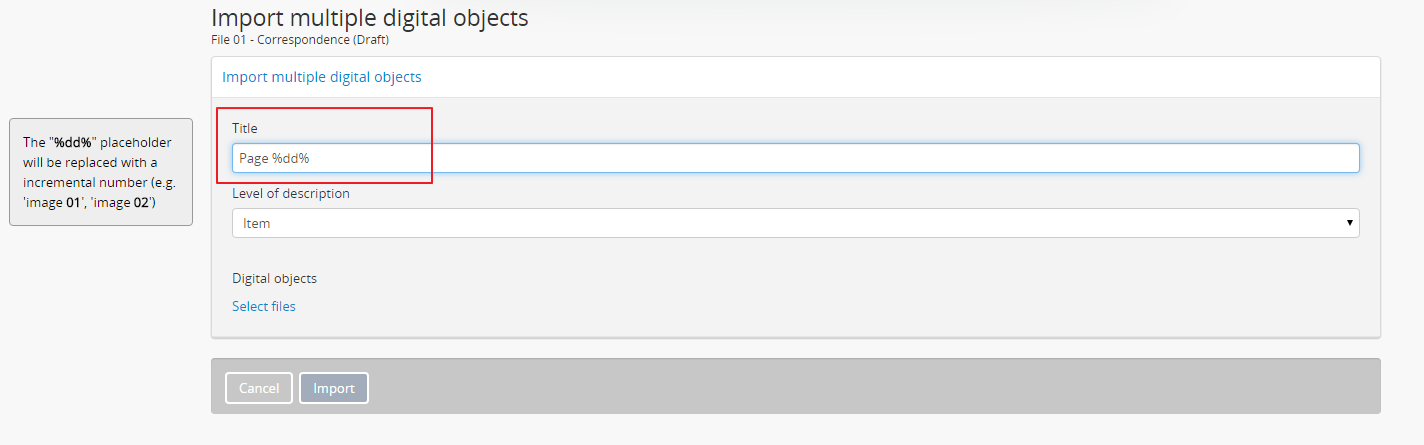 Import multiple digital objects
File 01 - Correspondence (Draft)
Import multiple digital objects
The "%dd%" placeholder
will be replaced with a
incremental number (e.g.
'image 01', 'image 02')
Title
Page %dd%
Level of description
Item
Digital objects
Select files
Cancel
Import